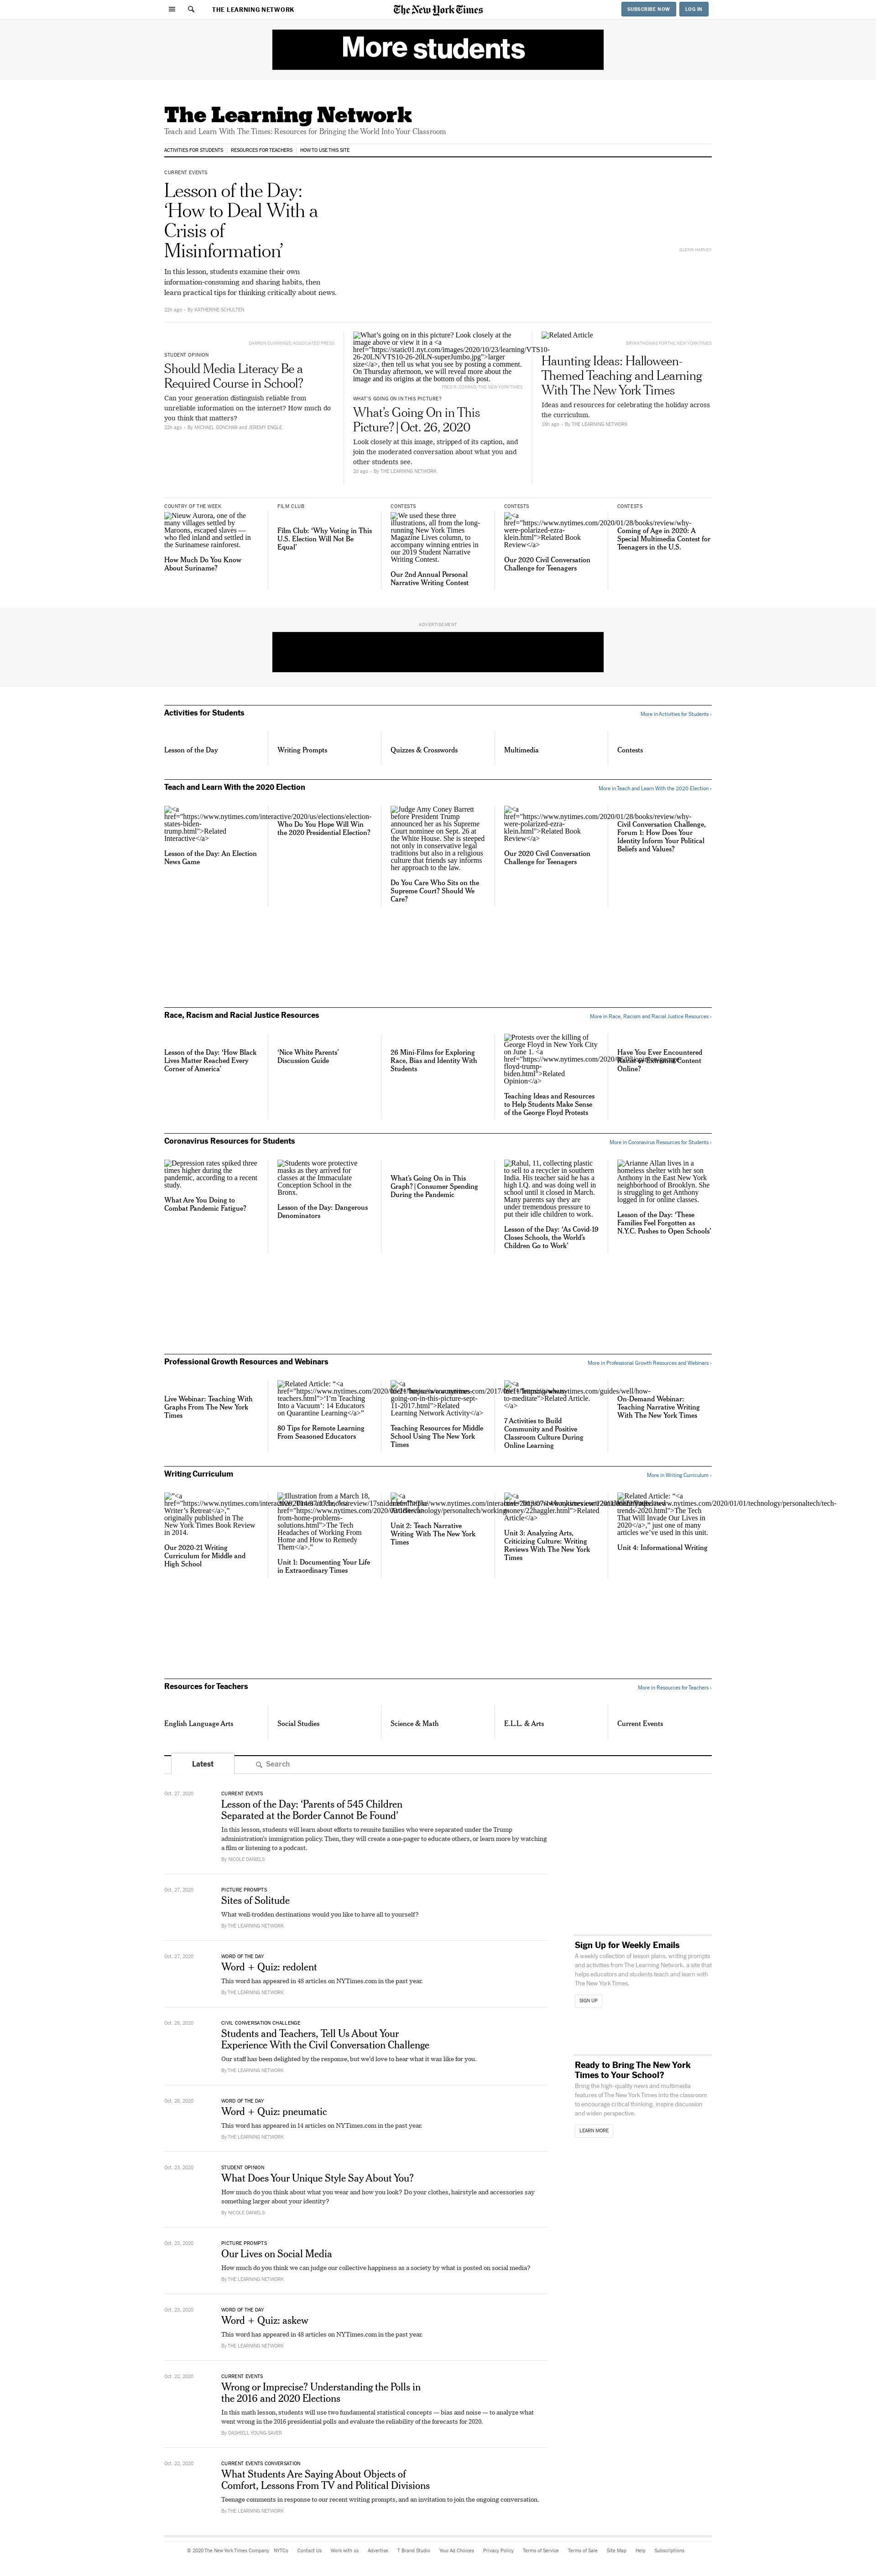 THE LEARNING NETWORK
The New York Times
SUBSCRIBE NOW
LOG IN
More students
The Learning Network
Teach and Learn With The Times: Resources for Bringing the World Into Your Classroom
ACTIVITIES FOR STUDENTS
RESOURCES FOR TEACHERS
HOW TO USE THIS SITE
CURRENT EVENTS
Lesson of the Day:
‘How to Deal With a
Crisis of
Misinformation’
In this lesson, students examine their own
information-consuming and sharing habits, then
learn practical tips for thinking critically about news.
22h ago - By KATHERINE SCHULTEN
GLENN HARVEY
DARRON CUMMINGS/ASSOCIATED PRESS
STUDENT OPINION
Should Media Literacy Be a
Required Course in School?
Can your generation distinguish reliable from
unreliable information on the internet? How much do
you think that matters?
22h ago - By MICHAEL GONCHAR and JEREMY ENGLE
What’s going on in this picture? Look closely at the
image above or view it in a <a
href="https://static01.nyt.com/images/2020/10/23/learning/VTS10-
26-20LN/VTS10-26-20LN-superJumbo.jpg">larger
size</a>, then tell us what you see by posting a comment.
On Thursday afternoon, we will reveal more about the
image and its origins at the bottom of this post.
FRED R. CONRAD/THE NEW YORK TIMES
WHAT'S GOING ON IN THIS PICTURE?
What’s Going On in This
Picture? | Oct. 26, 2020
Look closely at this image, stripped of its caption, and
join the moderated conversation about what you and
other students see.
2d ago - By THE LEARNING NETWORK
Related Article
BRYAN THOMAS FOR THE NEW YORK TIMES
Haunting Ideas: Halloween-
Themed Teaching and Learning
With The New York Times
Ideas and resources for celebrating the holiday across
the curriculum.
16h ago - By THE LEARNING NETWORK
COUNTRY OF THE WEEK
Nieuw Aurora, one of the
many villages settled by
Maroons, escaped slaves —
who fled inland and settled in
the Surinamese rainforest.
How Much Do You Know
About Suriname?
FILM CLUB
Film Club: ‘Why Voting in This
U.S. Election Will Not Be
Equal’
CONTESTS
We used these three
illustrations, all from the long-
running New York Times
Magazine Lives column, to
accompany winning entries in
our 2019 Student Narrative
Writing Contest.
Our 2nd Annual Personal
Narrative Writing Contest
CONTESTS
<a
href="https://www.nytimes.com/2020/01/28/books/review/why-
were-polarized-ezra-
klein.html">Related Book
Review</a>
Our 2020 Civil Conversation
Challenge for Teenagers
CONTESTS
Coming of Age in 2020: A
Special Multimedia Contest for
Teenagers in the U.S.
ADVERTISEMENT
Activities for Students
More in Activities for Students ›
Lesson of the Day
Writing Prompts
Quizzes & Crosswords
Multimedia
Contests
Teach and Learn With the 2020 Election
More in Teach and Learn With the 2020 Election ›
<a
href="https://www.nytimes.com/interactive/2020/us/elections/election-
states-biden-
trump.html">Related
Interactive</a>
Lesson of the Day: An Election
News Game
Who Do You Hope Will Win
the 2020 Presidential Election?
Judge Amy Coney Barrett
before President Trump
announced her as his Supreme
Court nominee on Sept. 26 at
the White House. She is steeped
not only in conservative legal
traditions but also in a religious
culture that friends say informs
her approach to the law.
Do You Care Who Sits on the
Supreme Court? Should We
Care?
<a
href="https://www.nytimes.com/2020/01/28/books/review/why-
were-polarized-ezra-
klein.html">Related Book
Review</a>
Our 2020 Civil Conversation
Challenge for Teenagers
Civil Conversation Challenge,
Forum 1: How Does Your
Identity Inform Your Political
Beliefs and Values?
Race, Racism and Racial Justice Resources
More in Race, Racism and Racial Justice Resources ›
Lesson of the Day: ‘How Black
Lives Matter Reached Every
Corner of America’
‘Nice White Parents’
Discussion Guide
26 Mini-Films for Exploring
Race, Bias and Identity With
Students
Protests over the killing of
George Floyd in New York City
on June 1. <a
floyd-trump-
biden.html">Related
Opinion</a>
Teaching Ideas and Resources
to Help Students Make Sense
of the George Floyd Protests
Have You Ever Encountered
Racist or Extremist Content
Online?
Coronavirus Resources for Students
More in Coronavirus Resources for Students ›
Depression rates spiked three
times higher during the
pandemic, according to a recent
study.
What Are You Doing to
Combat Pandemic Fatigue?
Students wore protective
masks as they arrived for
classes at the Immaculate
Conception School in the
Bronx.
Lesson of the Day: Dangerous
Denominators
What’s Going On in This
Graph? | Consumer Spending
During the Pandemic
Rahul, 11, collecting plastic
to sell to a recycler in southern
India. His teacher said he has a
high I.Q. and was doing well in
school until it closed in March.
Many parents say they are
under tremendous pressure to
put their idle children to work.
Lesson of the Day: ‘As Covid-19
Closes Schools, the World’s
Children Go to Work’
Arianne Allan lives in a
homeless shelter with her son
Anthony in the East New York
neighborhood of Brooklyn. She
is struggling to get Anthony
logged in for online classes.
Lesson of the Day: ‘These
Families Feel Forgotten as
N.Y.C. Pushes to Open Schools’
Professional Growth Resources and Webinars
More in Professional Growth Resources and Webinars ›
Live Webinar: Teaching With
Graphs From The New York
Times
Related Article: “<a
teachers.html">‘I’m Teaching
Into a Vacuum’: 14 Educators
on Quarantine Learning</a>”
80 Tips for Remote Learning
From Seasoned Educators
<a
going-on-in-this-picture-sept-
11-2017.html">Related
Learning Network Activity</a>
Teaching Resources for Middle
School Using The New York
Times
<a
to-meditate">Related Article.
</a>
7 Activities to Build
Community and Positive
Classroom Culture During
Online Learning
On-Demand Webinar:
Teaching Narrative Writing
With The New York Times
Writing Curriculum
More in Writing Curriculum ›
“<a
Writer’s Retreat</a>,”
originally published in The
New York Times Book Review
in 2014.
Our 2020-21 Writing
Curriculum for Middle and
High School
Illustration from a March 18,
from-home-problems-
solutions.html">The Tech
Headaches of Working From
Home and How to Remedy
Them</a>.”
Unit 1: Documenting Your Life
in Extraordinary Times
<a
Unit 2: Teach Narrative
Writing With The New York
Times
<a
money/22haggler.html">Related
Article</a>
Unit 3: Analyzing Arts,
Criticizing Culture: Writing
Reviews With The New York
Times
Related Article: “<a
trends-2020.html">The Tech
That Will Invade Our Lives in
2020</a>,” just one of many
articles we’ve used in this unit.
Unit 4: Informational Writing
Resources for Teachers
More in Resources for Teachers ›
English Language Arts
Social Studies
Science & Math
E.L.L. & Arts
Current Events
Latest
Search
Oct. 27, 2020
CURRENT EVENTS
Lesson of the Day: ‘Parents of 545 Children
Separated at the Border Cannot Be Found’
In this lesson, students will learn about efforts to reunite families who were separated under the Trump
administration’s immigration policy. Then, they will create a one-pager to educate others, or learn more by watching
a film or listening to a podcast.
By NICOLE DANIELS
Oct. 27, 2020
PICTURE PROMPTS
Sites of Solitude
What well-trodden destinations would you like to have all to yourself?
By THE LEARNING NETWORK
Oct. 27, 2020
WORD OF THE DAY
Word + Quiz: redolent
This word has appeared in 48 articles on NYTimes.com in the past year.
By THE LEARNING NETWORK
Oct. 26, 2020
CIVIL CONVERSATION CHALLENGE
Students and Teachers, Tell Us About Your
Experience With the Civil Conversation Challenge
Our staff has been delighted by the response, but we’d love to hear what it was like for you.
By THE LEARNING NETWORK
Oct. 26, 2020
WORD OF THE DAY
Word + Quiz: pneumatic
This word has appeared in 14 articles on NYTimes.com in the past year.
By THE LEARNING NETWORK
Oct. 23, 2020
STUDENT OPINION
What Does Your Unique Style Say About You?
How much do you think about what you wear and how you look? Do your clothes, hairstyle and accessories say
something larger about your identity?
By NICOLE DANIELS
Oct. 23, 2020
PICTURE PROMPTS
Our Lives on Social Media
How much do you think we can judge our collective happiness as a society by what is posted on social media?
By THE LEARNING NETWORK
Oct. 23, 2020
WORD OF THE DAY
Word + Quiz: askew
This word has appeared in 48 articles on NYTimes.com in the past year.
By THE LEARNING NETWORK
Oct. 22, 2020
CURRENT EVENTS
Wrong or Imprecise? Understanding the Polls in
the 2016 and 2020 Elections
In this math lesson, students will use two fundamental statistical concepts — bias and noise — to analyze what
went wrong in the 2016 presidential polls and evaluate the reliability of the forecasts for 2020.
By DASHIELL YOUNG-SAVER
Oct. 22, 2020
CURRENT EVENTS CONVERSATION
What Students Are Saying About Objects of
Comfort, Lessons From TV and Political Divisions
Teenage comments in response to our recent writing prompts, and an invitation to join the ongoing conversation.
By THE LEARNING NETWORK
Sign Up for Weekly Emails
A weekly collection of lesson plans, writing prompts
and activities from The Learning Network, a site that
helps educators and students teach and learn with
The New York Times.
SIGN UP
Ready to Bring The New York
Times to Your School?
Bring the high-quality news and multimedia
features of The New York Times into the classroom
to encourage critical thinking, inspire discussion
and widen perspective.
LEARN MORE
© 2020 The New York Times Company
NYTCo
Contact Us
Work with us
Advertise
T Brand Studio
Your Ad Choices
Privacy Policy
Terms of Service
Terms of Sale
Site Map
Help
Subscriptions